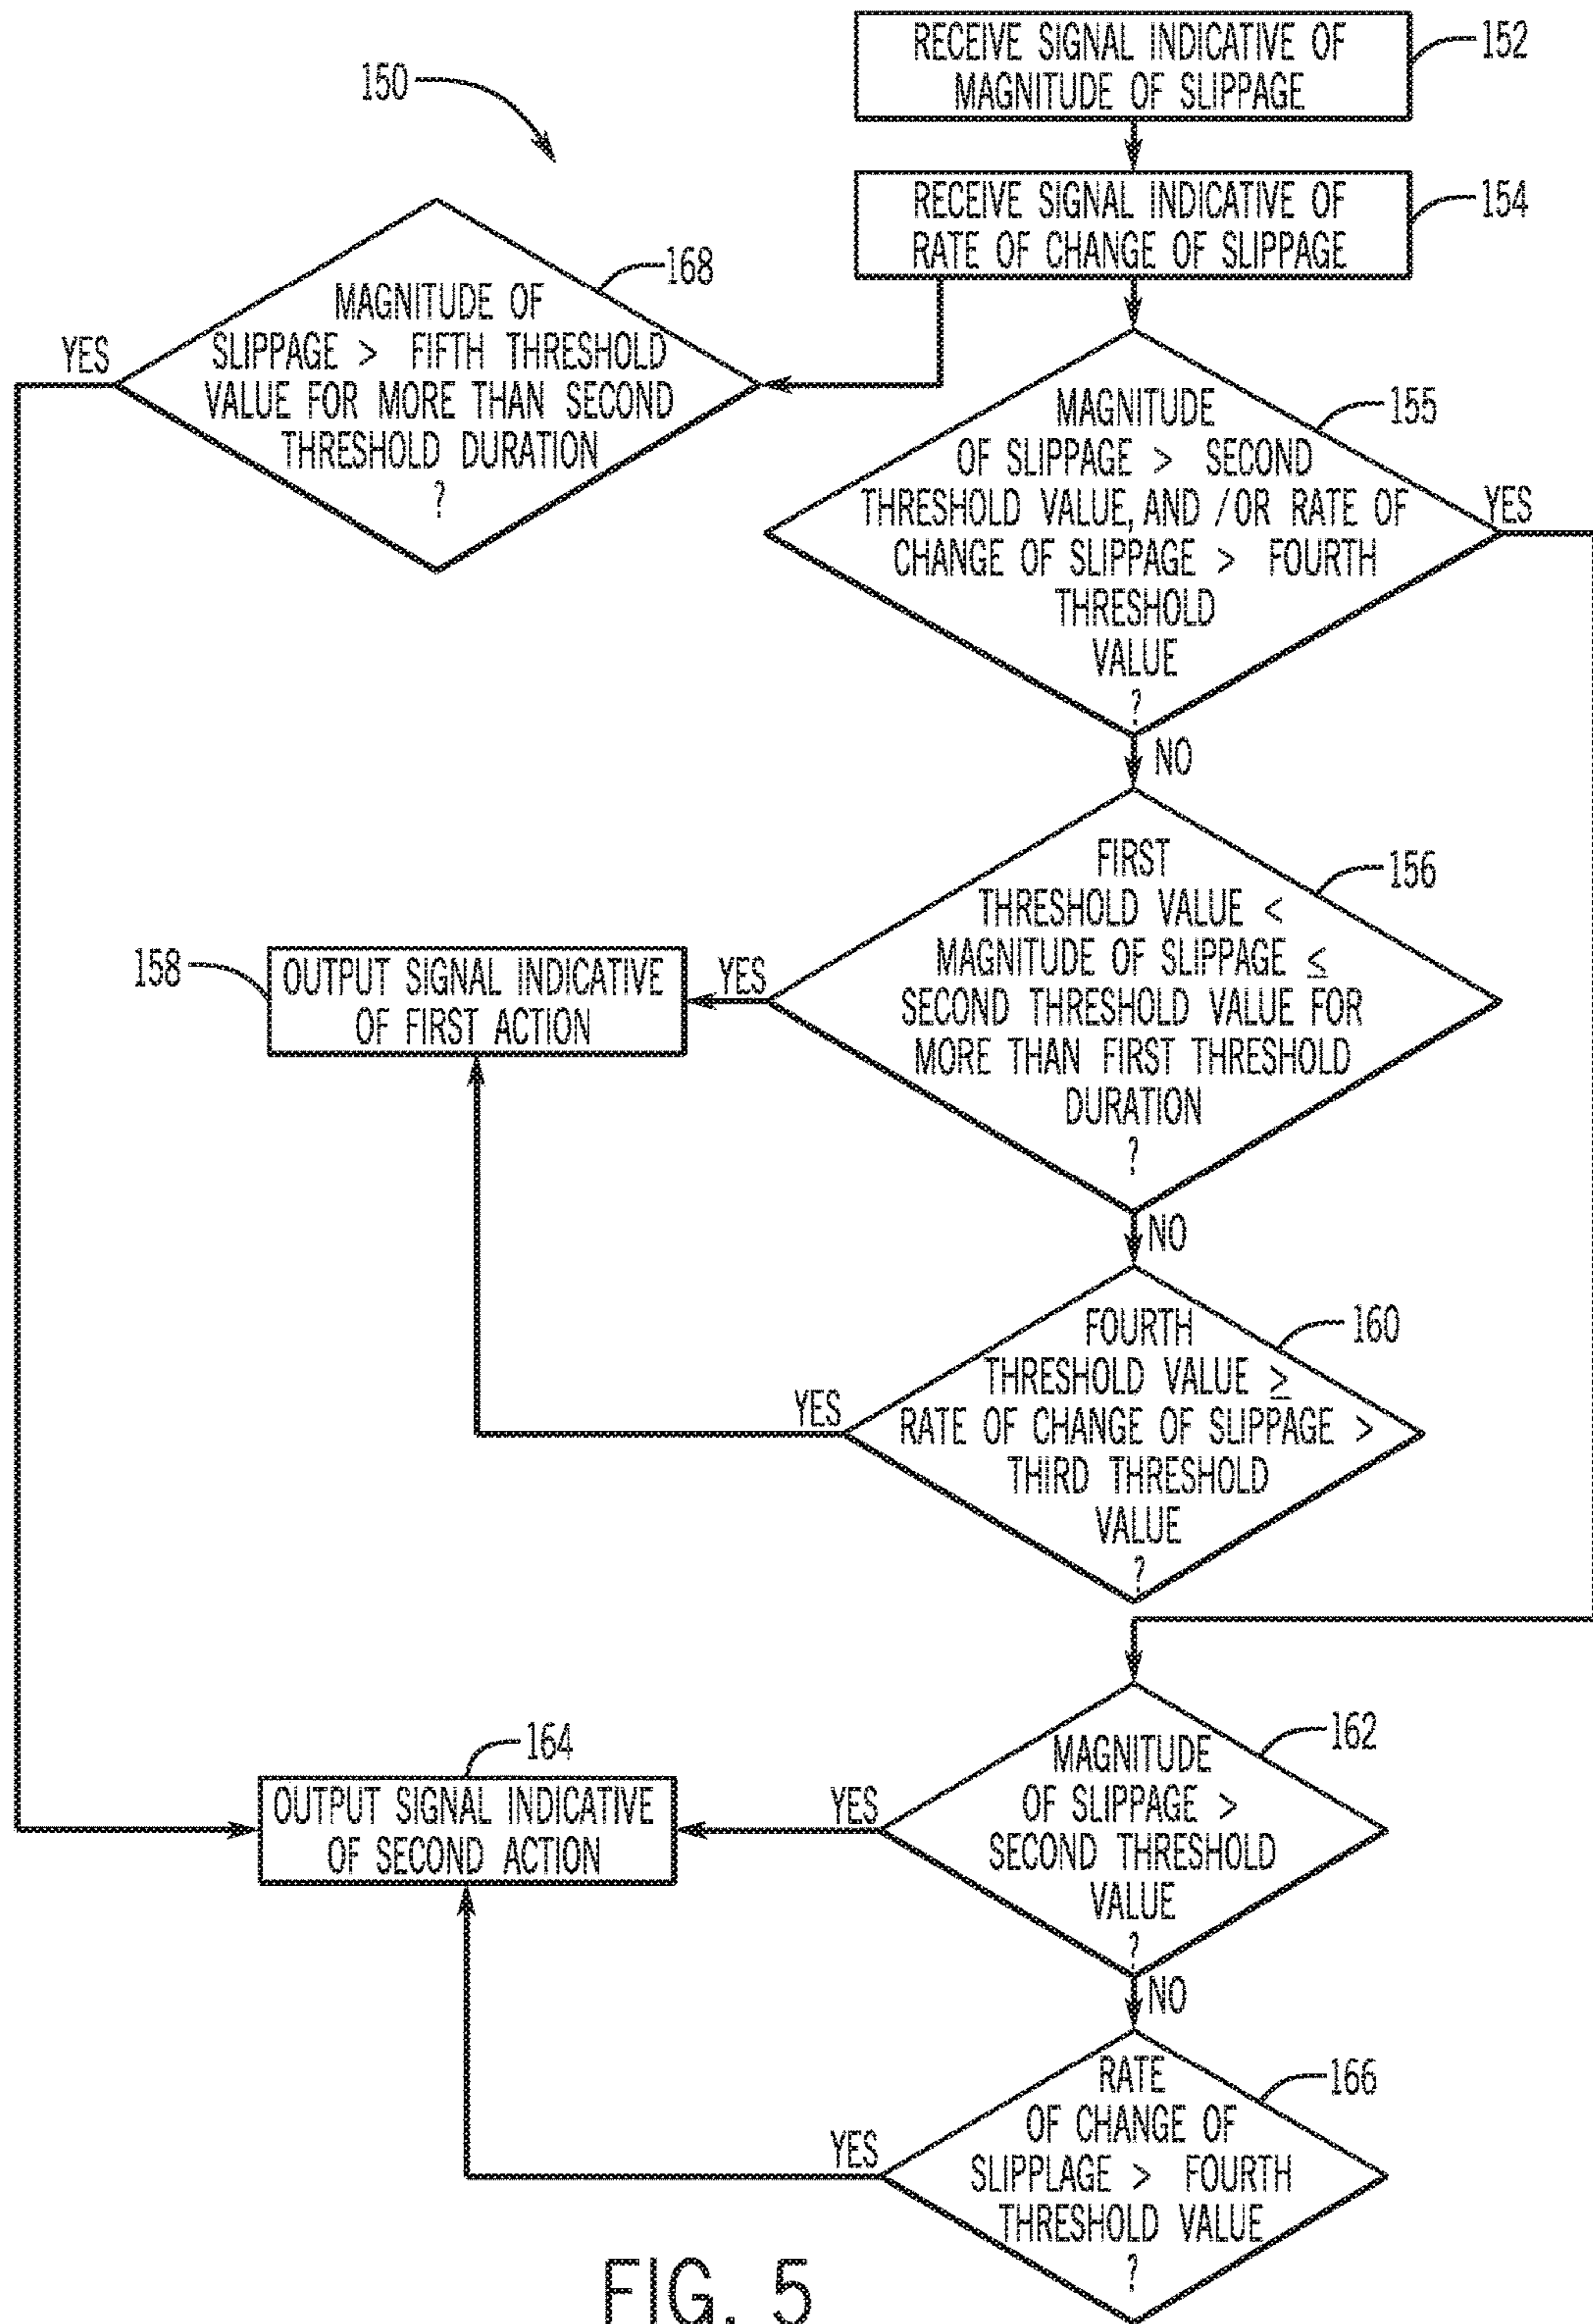 RECEIVE SIGNAL INDICATIVE OF
MAGNITUDE OF SLIPPAGE
152
150
RECEIVE SIGNAL INDICATIVE OF
RATE OF CHANGE OF SLIPPAGE
154
168
MAGNITUDE OF
SLIPPAGE > FIFTH THRESHOLD
VALUE FOR MORE THAN SECOND
THRESHOLD DURATION
?
YES
155
MAGNITUDE
OF SLIPPAGE > SECOND
THRESHOLD VALUE, AND /OR RATE OF
CHANGE OF SLIPPAGE > FOURTH
THRESHOLD
VALUE
?
YES
NO
156
FIRST
THRESHOLD VALUE <
MAGNITUDE OF SLIPPAGE ≤
SECOND THRESHOLD VALUE FOR
MORE THAN FIRST THRESHOLD
DURATION
?
YES
158
OUTPUT SIGNAL INDICATIVE
OF FIRST ACTION
NO
160
FOURTH
THRESHOLD VALUE ≥
RATE OF CHANGE OF SLIPPAGE >
THIRD THRESHOLD
VALUE
?
YES
162
MAGNITUDE
OF SLIPPAGE >
SECOND THRESHOLD
VALUE
?
YES
164
OUTPUT SIGNAL INDICATIVE
OF SECOND ACTION
NO
166
RATE
OF CHANGE OF
SLIPPLAGE > FOURTH
THRESHOLD VALUE
?
YES
FIG. 5